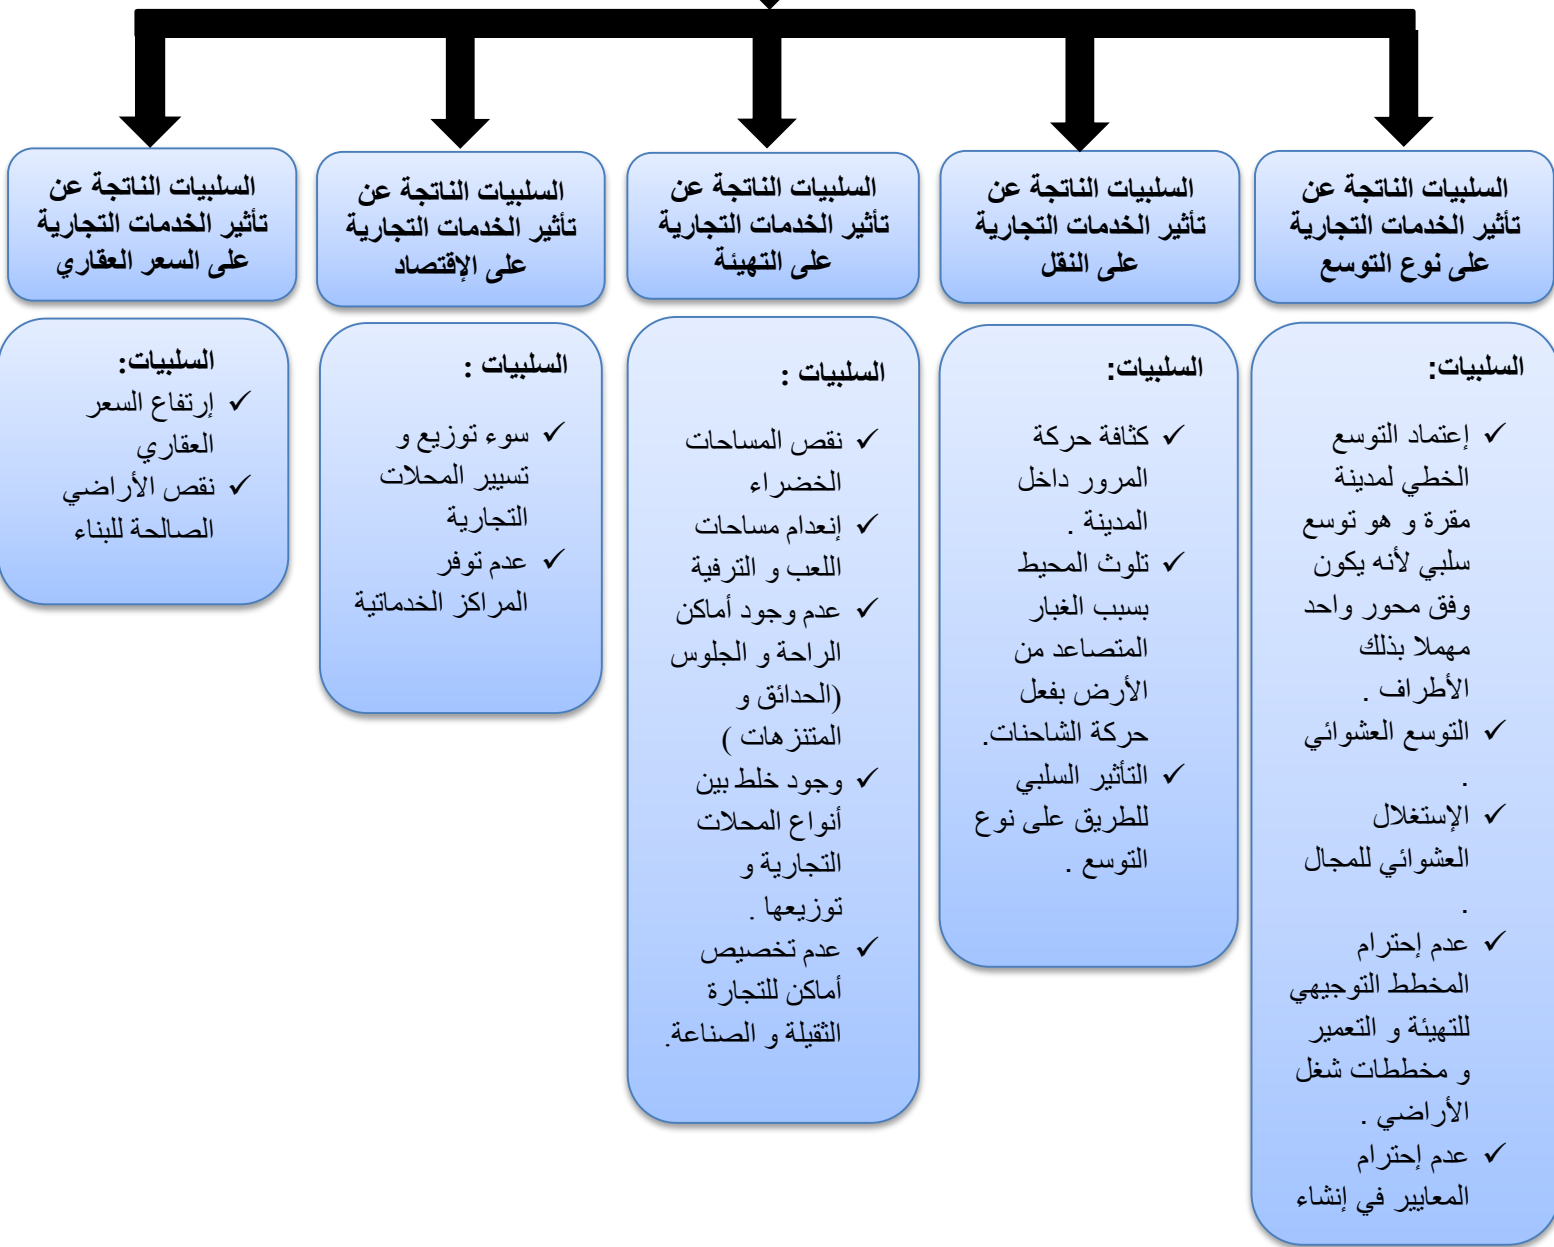 السلبيات الناتجة عن
تأثير الخدمات التجارية
على نوع التوسع
السلبيات الناتجة عن
تأثير الخدمات التجارية
على النقل
السلبيات الناتجة عن
تأثير الخدمات التجارية
على التهيئة
السلبيات الناتجة عن
تأثير الخدمات التجارية
على الإقتصاد
السلبيات الناتجة عن
تأثير الخدمات التجارية
على السعر العقاري
السلبيات:
✓ إعتماد التوسع
الخطي لمدينة
مقرة و هو توسع
سلبي لأنه يكون
وفق محور واحد
مهملا بذلك
الأطراف .
✓ التوسع العشوائي
.
✓ الإستغلال
العشوائي للمجال
.
✓ عدم إحترام
المخطط التوجيهي
للتهيئة و التعمير
و مخططات شغل
الأراضي .
✓ عدم إحترام
المعايير في إنشاء
السلبيات:
✓ كثافة حركة
المرور داخل
المدينة .
✓ تلوث المحيط
بسبب الغبار
المتصاعد من
الأرض بفعل
حركة الشاحنات.
✓ التأثير السلبي
للطريق على نوع
التوسع .
السلبيات :
✓ نقص المساحات
الخضراء
✓ إنعدام مساحات
اللعب و الترفية
✓ عدم وجود أماكن
الراحة و الجلوس
(الحدائق و
المتنزهات )
✓ وجود خلط بين
أنواع المحلات
التجارية و
توزيعها .
✓ عدم تخصيص
أماكن للتجارة
الثقيلة و الصناعة.
السلبيات :
✓ سوء توزيع و
تسيير المحلات
التجارية
✓ عدم توفر
المراكز الخدماتية
السلبيات:
✓ إرتفاع السعر
العقاري
✓ نقص الأراضي
الصالحة للبناء